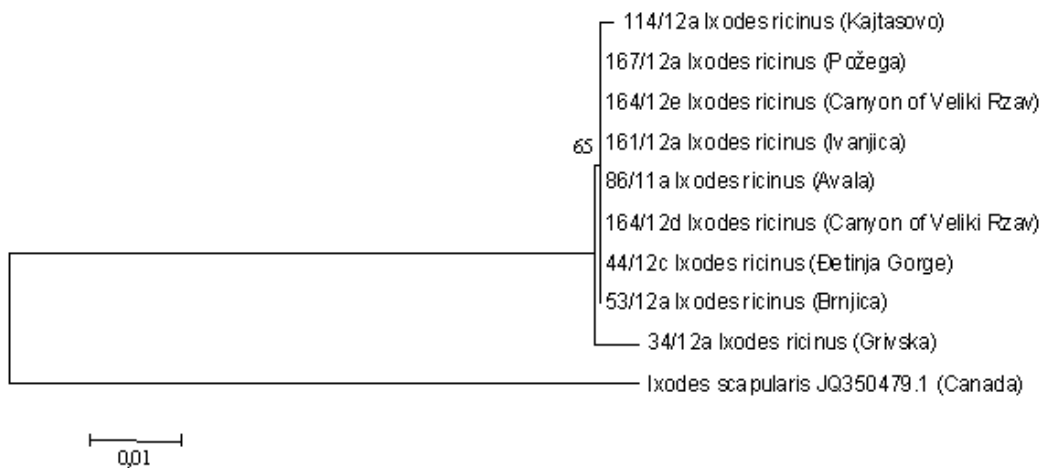 114/12a Ixodes ricinus (Kajtasovo)
167/12a Ixodes ricinus (Požega)
164/12e Ixodes ricinus (Canyon of Veliki Rzav)
65
161/12a Ixodes ricinus (Ivanjica)
86/11a Ixodes ricinus (Avala)
164/12d Ixodes ricinus (Canyon of Veliki Rzav)
44/12c Ixodes ricinus (Đetinja Gorge)
53/12a Ixodes ricinus (Brnjica)
34/12a Ixodes ricinus (Grivska)
Ixodes scapularis JQ350479.1 (Canada)
0,01